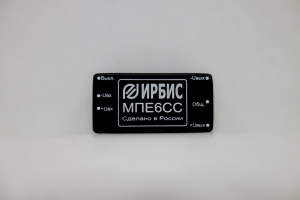 Выкл.
-Uвх
+Uвх
ИРБИС
МПЕ6СС
Сделано в России
-Uвых
Общ.
+Uвых